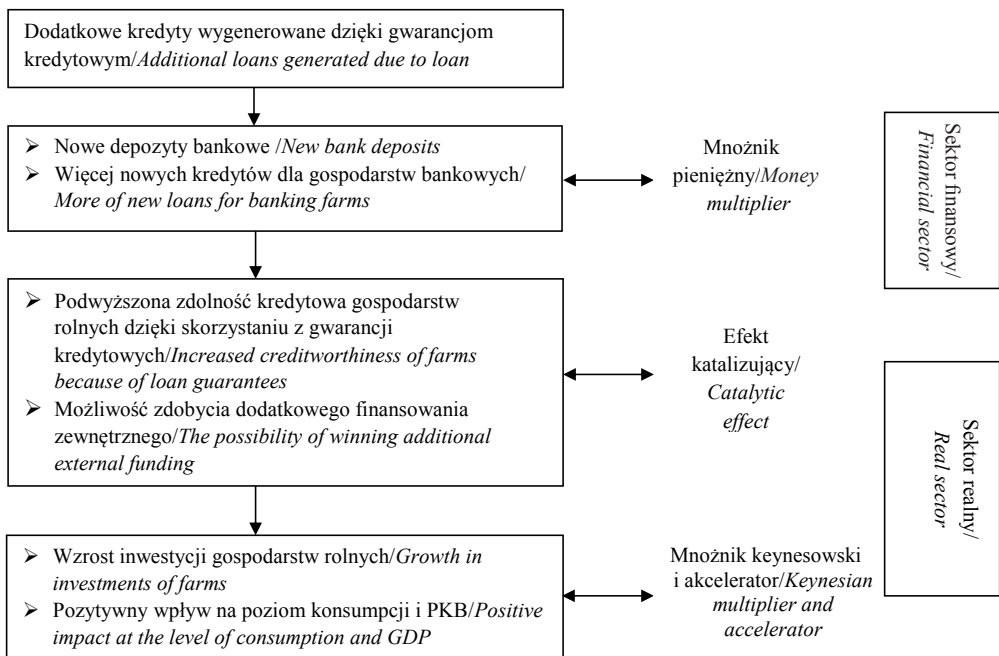 Dodatkowe kredyty wygenerowane dzięki gwarancjom
kredytowym/Additional loans generated due to loan
➢ Nowe depozyty bankowe /New bank deposits
➢ Więcej nowych kredytów dla gospodarstw bankowych/
More of new loans for banking farms
Mnożnik
pieniężny/Money
multiplier
Sektor finansowy/
Financial sector
➢ Podwyższona zdolność kredytowa gospodarstw
rolnych dzięki skorzystaniu z gwarancji
kredytowych/Increased creditworthiness of farms
because of loan guarantees
➢ Możliwość zdobycia dodatkowego finansowania
zewnętrznego/The possibility of winning additional
external funding
Efekt
katalizujący/
Catalytic
effect
Sektor realny/
Real sector
➢ Wzrost inwestycji gospodarstw rolnych/Growth in
investments of farms
➢ Pozytywny wpływ na poziom konsumpcji i PKB/Positive
impact at the level of consumption and GDP
Mnożnik keynesowski
i akcelerator/Keynesian
multiplier and
accelerator